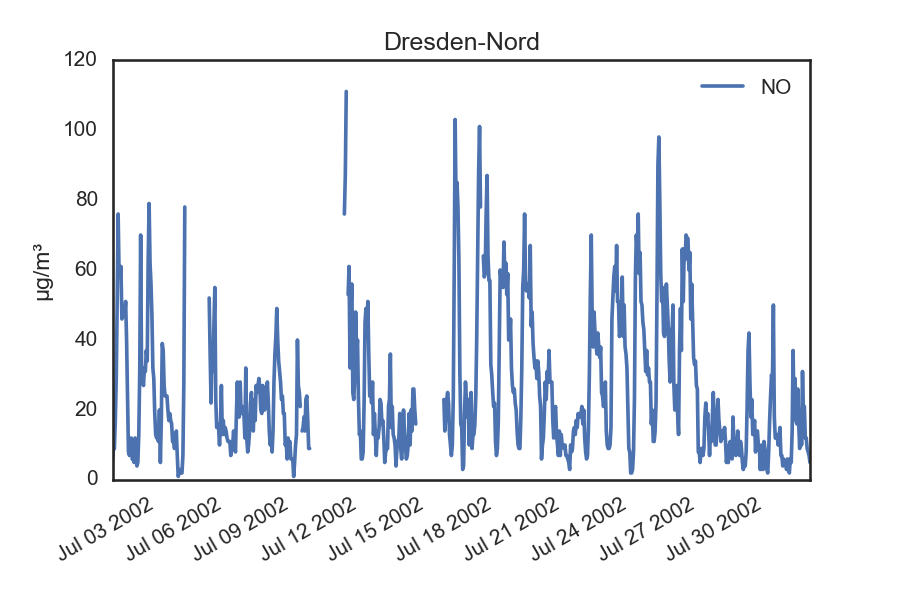 Dresden-Nord
NO
µg/m³
120
100
80
60
40
20
0
Jul 03 2002
Jul 06 2002
Jul 09 2002
Jul 12 2002
Jul 15 2002
Jul 18 2002
Jul 21 2002
Jul 24 2002
Jul 27 2002
Jul 30 2002